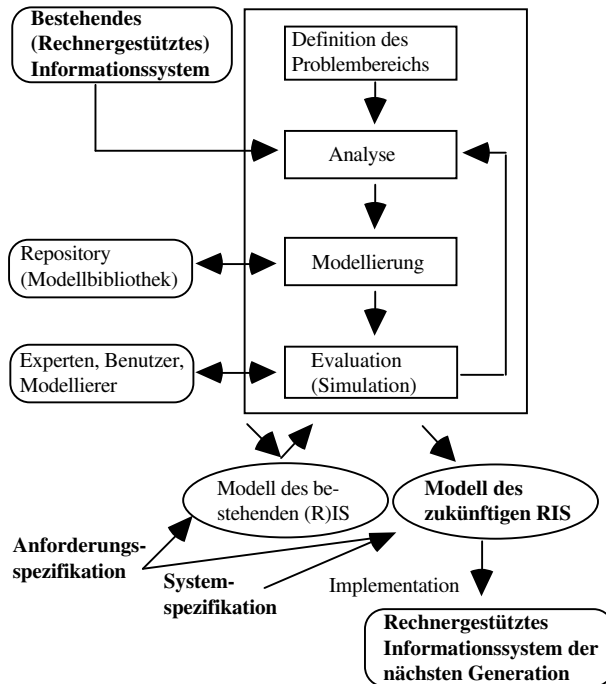 Bestehendes
(Rechnergestütztes)
Informationssystem
Definition des
Problembereichs
Analyse
Repository
(Modellbibliothek)
Modellierung
Experten, Benutzer,
Modellierer
Evaluation
(Simulation)
Modell des be-
stehenden (R)IS
Modell des
zukünftigen RIS
Anforderungs-
spezifikation
System-
spezifikation
Implementation
Rechnergestütztes
Informationssystem der
nächsten Generation